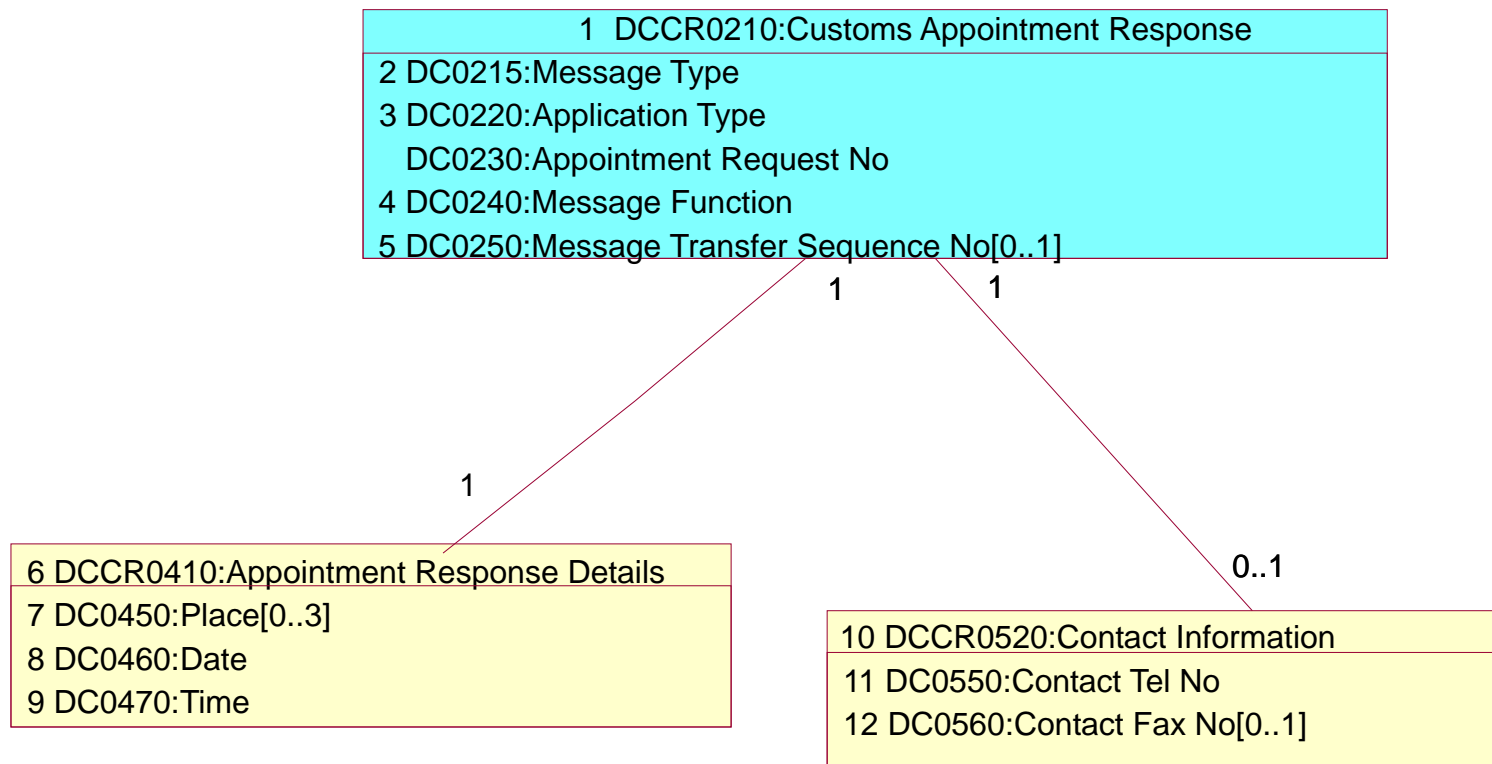 1 DCCR0210:Customs Appointment Response
2 DC0215:Message Type
3 DC0220:Application Type
DC0230:Appointment Request No
4 DC0240:Message Function
5 DC0250:Message Transfer Sequence No[0..1]
1
1
1
0..1
6 DCCR0410:Appointment Response Details
7 DC0450:Place[0..3]
8 DC0460:Date
9 DC0470:Time
10 DCCR0520:Contact Information
11 DC0550:Contact Tel No
12 DC0560:Contact Fax No[0..1]